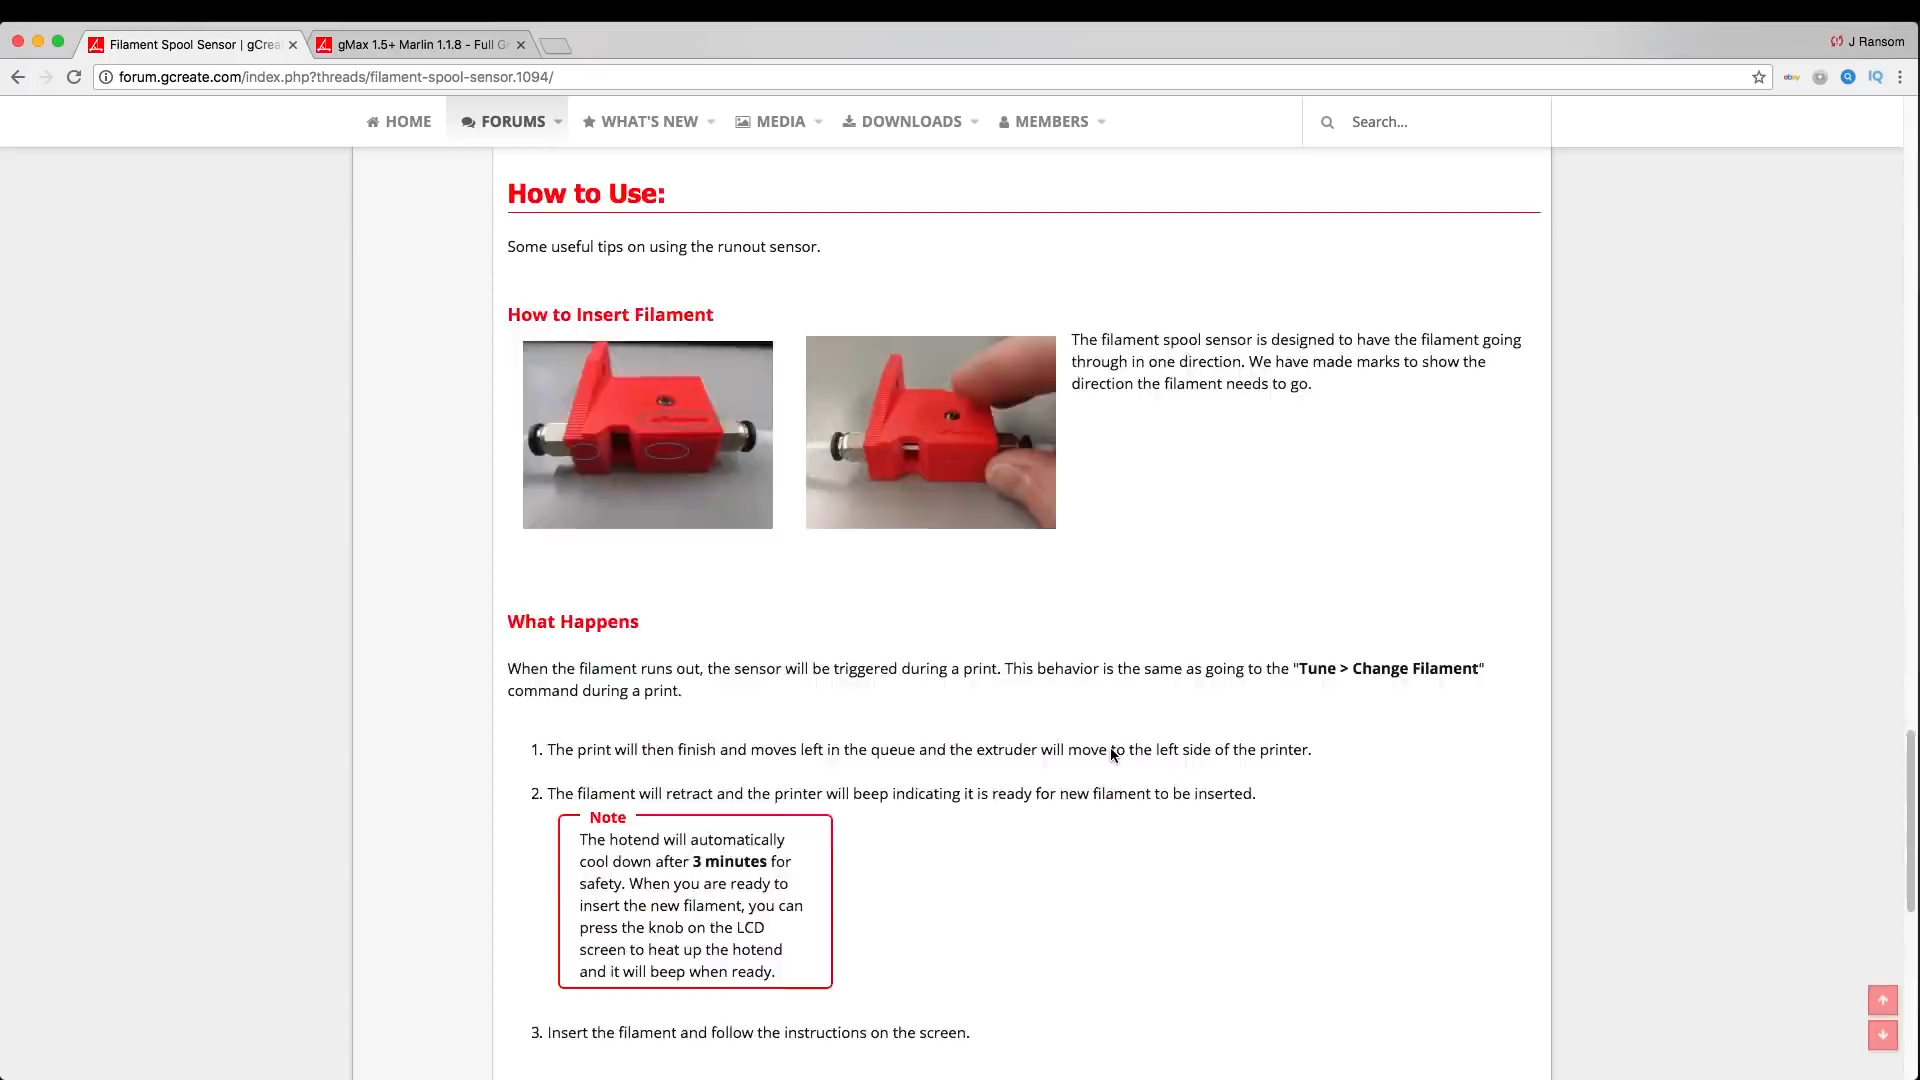 Filament Spool Sensor | gCrea
gMax 1.5+ Marlin 1.1.8 - Full Gr
J Ransom
forum.gcreate.com/index.php?threads/filament-spool-sensor.1094/
ebay
IQ
HOME
FORUMS
WHAT'S NEW
MEDIA
DOWNLOADS
MEMBERS
Search...
How to Use:
Some useful tips on using the runout sensor.
How to Insert Filament
The filament spool sensor is designed to have the filament going
through in one direction. We have made marks to show the
direction the filament needs to go.
What Happens
When the filament runs out, the sensor will be triggered during a print. This behavior is the same as going to the "Tune > Change Filament"
command during a print.
1. The print will then finish and moves left in the queue and the extruder will move to the left side of the printer.
2. The filament will retract and the printer will beep indicating it is ready for new filament to be inserted.
Note
The hotend will automatically
cool down after 3 minutes for
safety. When you are ready to
insert the new filament, you can
press the knob on the LCD
screen to heat up the hotend
and it will beep when ready.
3. Insert the filament and follow the instructions on the screen.